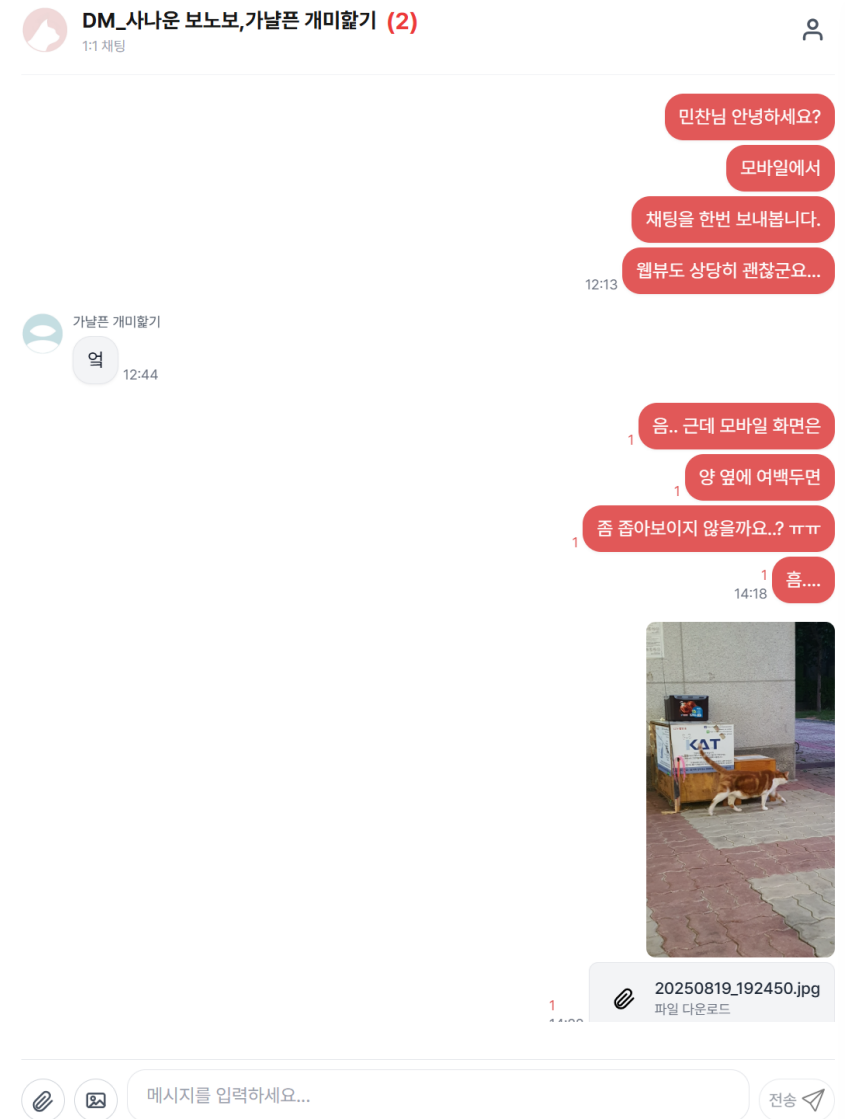 DM_사나운 보노보,가냘픈 개미핥기 (2)
1:1 채팅
민찬님 안녕하세요?
모바일에서
채팅을 한번 보내봅니다.
웹뷰도 상당히 괜찮군요...
12:13
가냘픈 개미핥기
엌
12:44
음.. 근데 모바일 화면은
1
양 옆에 여백두면
1
좀 좁아보이지 않을까요..? ㅠㅠ
1
흠....
1
14:18
KAT
20250819_192450.jpg
파일 다운로드
1
메시지를 입력하세요...
전송